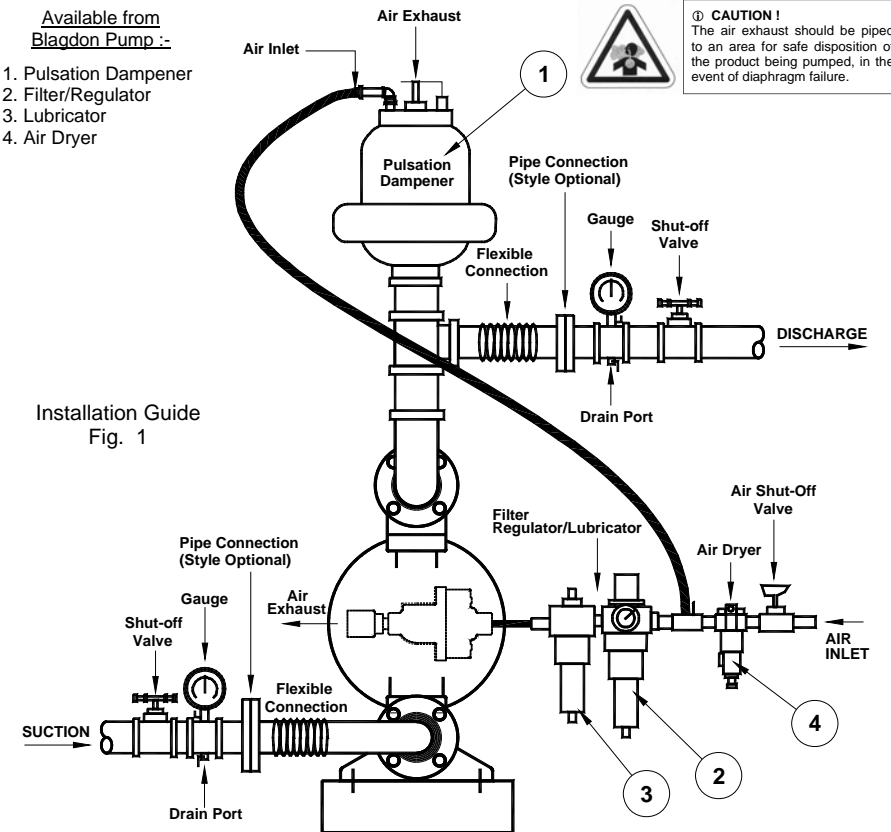 Available from
Blagdon Pump :-
1. Pulsation Dampener
2. Filter/Regulator
3. Lubricator
4. Air Dryer
Air Exhaust
Air Inlet
1
ⓘ CAUTION !
The air exhaust should be piped
to an area for safe disposition of
the product being pumped, in the
event of diaphragm failure.
Pulsation
Dampener
Pipe Connection
(Style Optional)
Gauge
Shut-off
Valve
Flexible
Connection
DISCHARGE
Drain Port
Installation Guide
Fig. 1
Filter
Regulator/Lubricator
Air Shut-Off
Valve
Air Dryer
Pipe Connection
(Style Optional)
Gauge
Air
Exhaust
Shut-off
Valve
AIR
INLET
Flexible
Connection
SUCTION
4
2
3
Drain Port